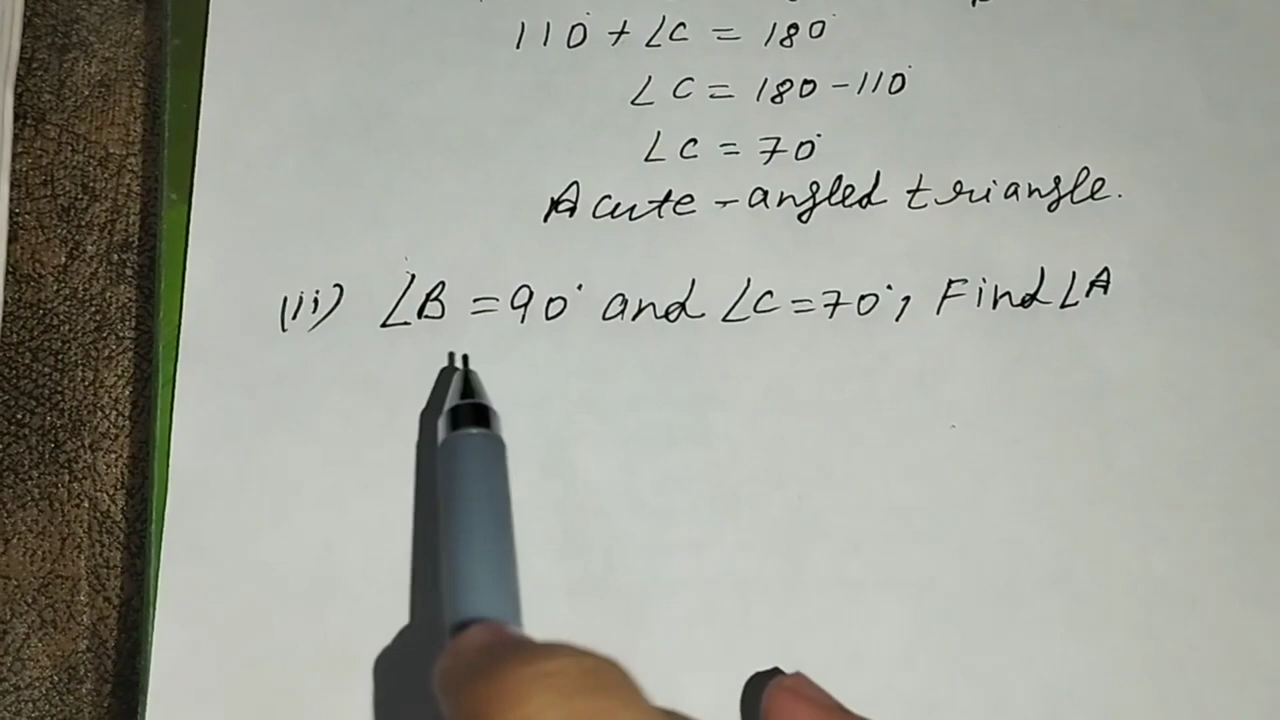 110° + ∠C = 180°
∠C = 180 - 110°
∠C = 70°
Acute-angled triangle.
(ii) ∠B = 90° and ∠C = 70°, Find ∠A